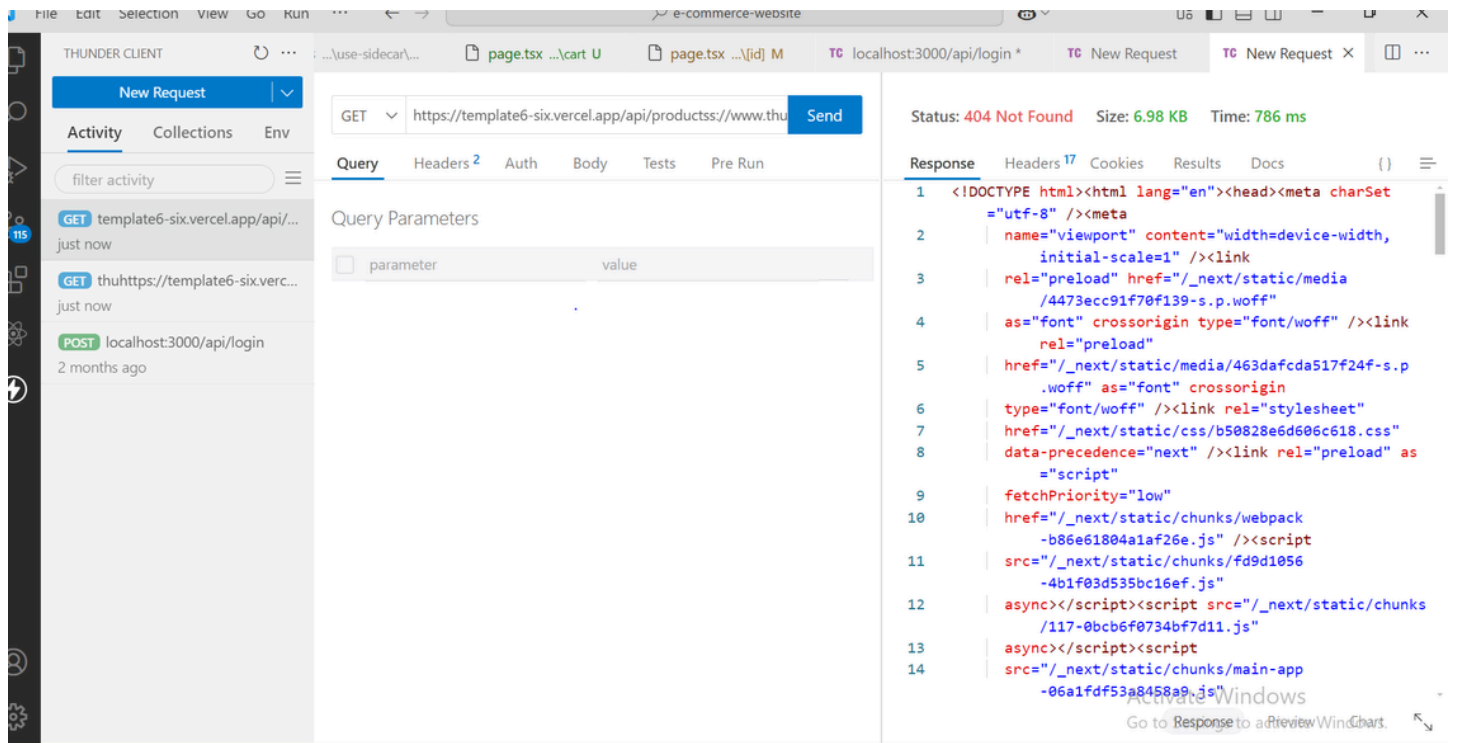 File Edit Selection View Go Run ... e-commerce-website
THUNDER CLIENT ...
...\use-sidecar\... page.tsx ...\cart U page.tsx ...\[id] M TC localhost:3000/api/login * TC New Request TC New Request ...
New Request
Activity Collections Env
filter activity
GET template6-six.vercel.app/api/...
just now
GET thuhttps://template6-six.verc...
just now
POST localhost:3000/api/login
2 months ago
115
GET https://template6-six.vercel.app/api/productss://www.thu Send
Query Headers 2 Auth Body Tests Pre Run
Query Parameters
parameter value
Status: 404 Not Found Size: 6.98 KB Time: 786 ms
Response Headers 17 Cookies Results Docs { }
1 <!DOCTYPE html><html lang="en"><head><meta charSet
="utf-8" /><meta
2 name="viewport" content="width=device-width,
initial-scale=1" /><link
3 rel="preload" href="/_next/static/media
/4473ecc91f70f139-s.p.woff"
4 as="font" crossorigin type="font/woff" /><link
rel="preload"
5 href="/_next/static/media/463dafcda517f24f-s.p
.woff" as="font" crossorigin
6 type="font/woff" /><link rel="stylesheet"
7 href="/_next/static/css/b50828e6d606c618.css"
8 data-precedence="next" /><link rel="preload" as
="script"
9 fetchPriority="low"
10 href="/_next/static/chunks/webpack
-b86e61804a1af26e.js" /><script
11 src="/_next/static/chunks/fd9d1056
-4b1f03d535bc16ef.js"
12 async></script><script src="/_next/static/chunks
/117-0bcb6f0734bf7d11.js"
13 async></script><script
14 src="/_next/static/chunks/main-app
-06a1fdf53a8458a9.js"
Activate Windows
Go to to Windows.
Response Preview Chart